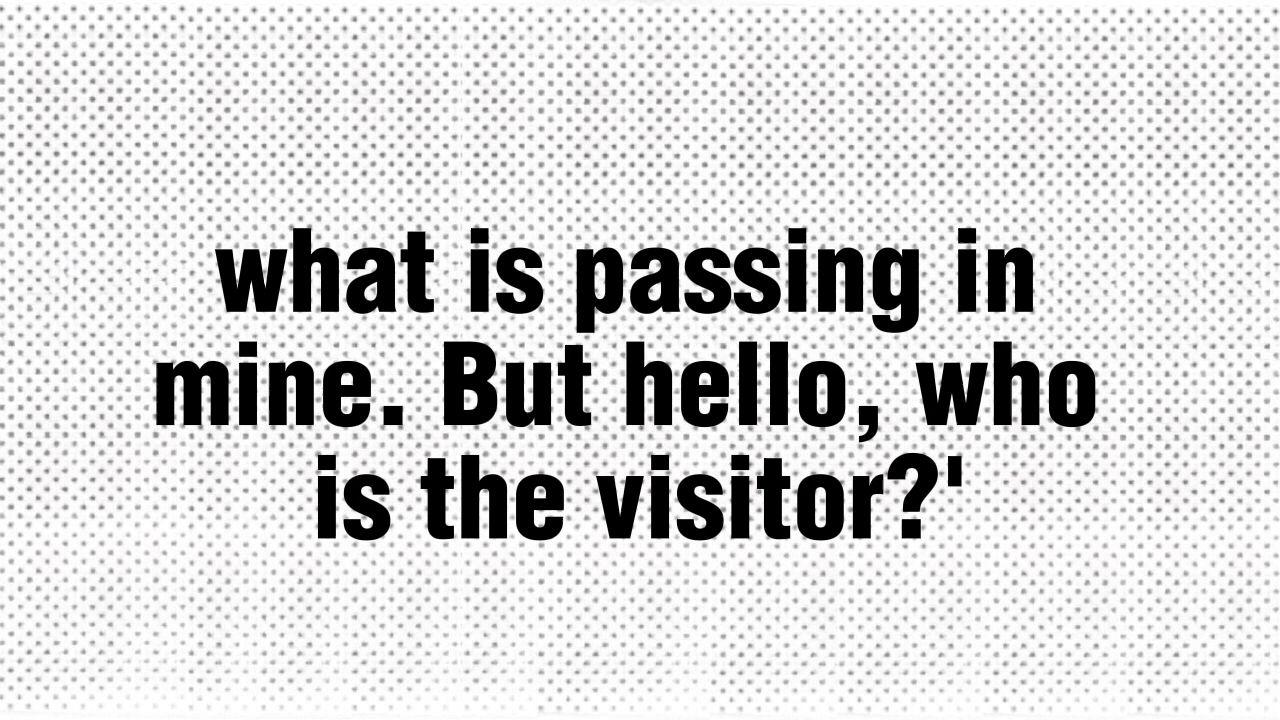 what is passing in
mine. But hello, who
is the visitor?'